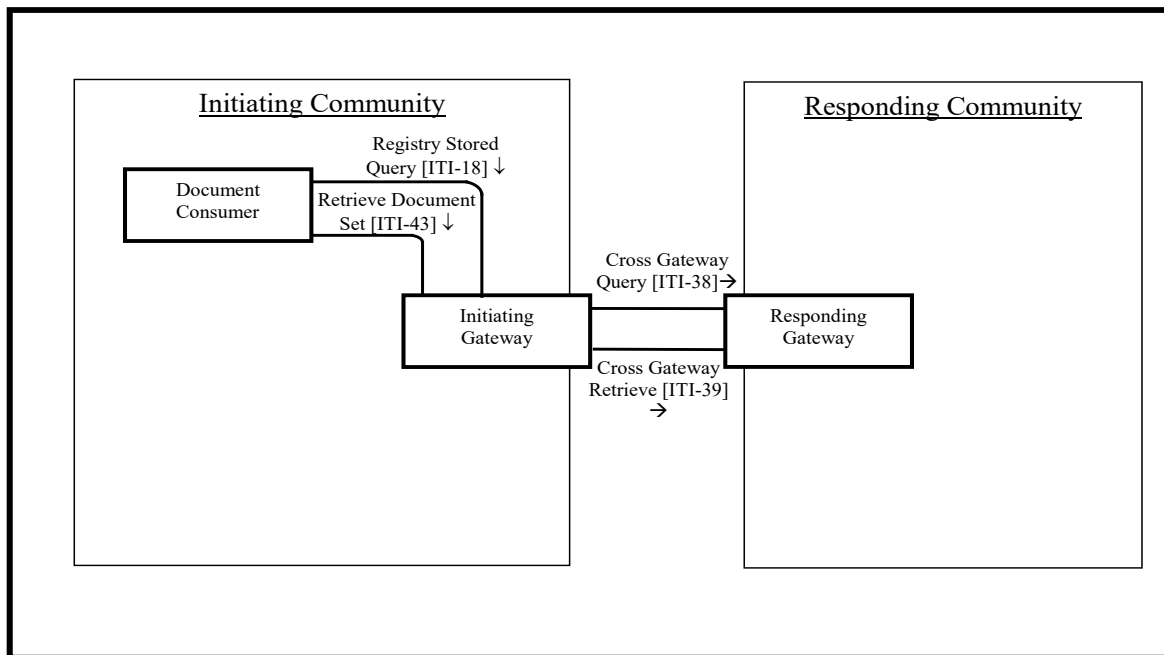 Initiating Community
Responding Community
Registry Stored
Query [ITI-18] ↓
Document
Consumer
Retrieve Document
Set [ITI-43] ↓
Cross Gateway
Query [ITI-38]→
Initiating
Gateway
Responding
Gateway
Cross Gateway
Retrieve [ITI-39]
→